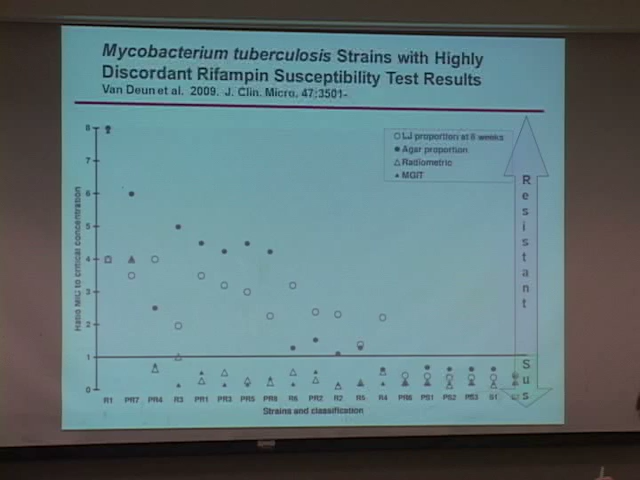 Mycobacterium tuberculosis Strains with Highly
Discordant Rifampin Susceptibility Test Results
Van Deun et al. 2009. J. Clin. Micro. 47:3501-
LJ proportion at 8 weeks
Agar proportion
Radiometric
MGIT
Resistant
Sus
Ratio MIC to critical concentration
8
7
6
5
4
3
2
1
0
R1 PR7 PR4 R3 PR1 PR3 PR5 PR8 R6 PR2 R2 R5 R4 PR6 PS1 PS2 PS3 S1
Strains and classification